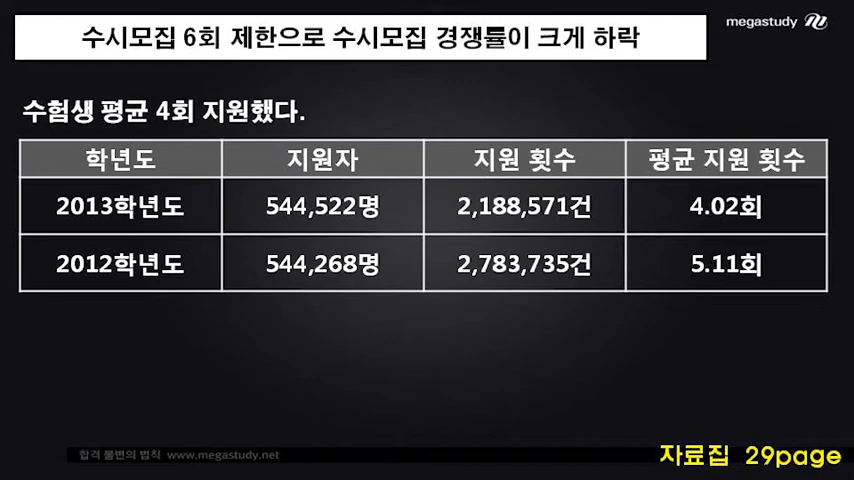 수시모집 6회 제한으로 수시모집 경쟁률이 크게 하락
megastudy
수험생 평균 4회 지원했다.
학년도 지원자 지원 횟수 평균 지원 횟수
2013학년도 544,522명 2,188,571건 4.02회
2012학년도 544,268명 2,783,735건 5.11회
합격 불변의 법칙 www.megastudy.net
자료집 29page